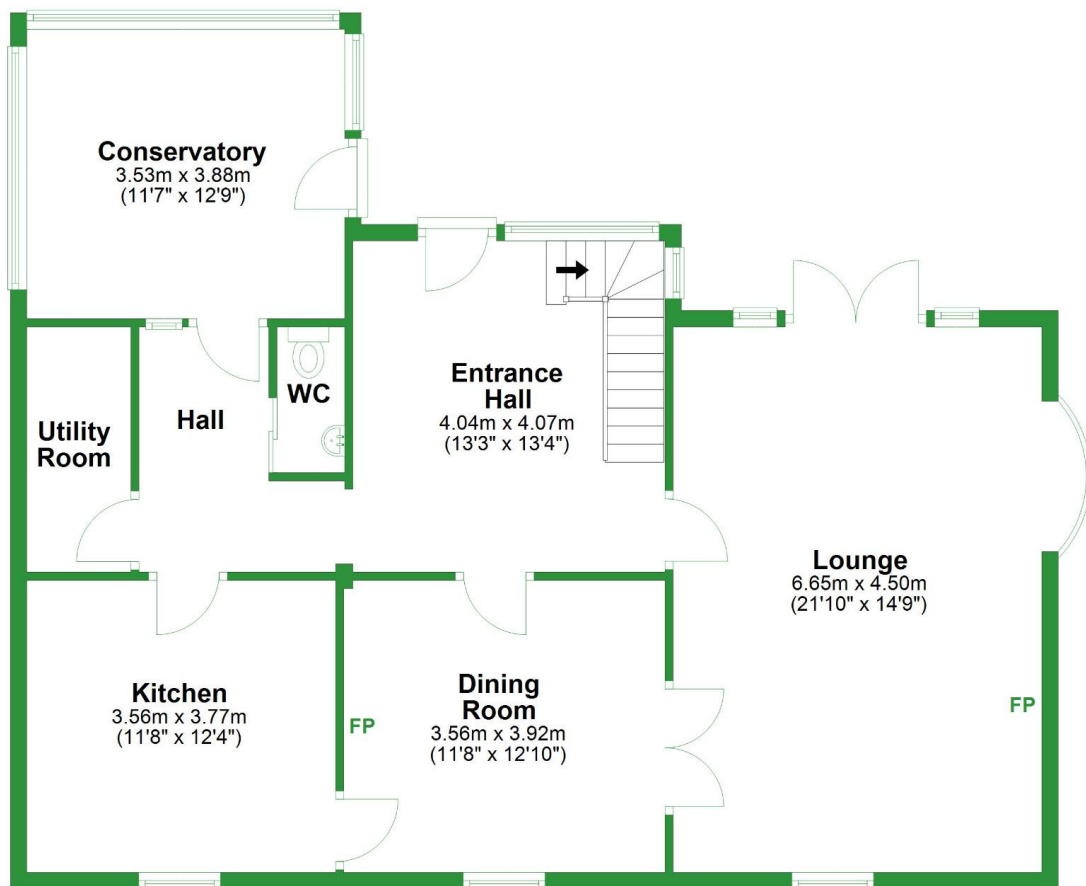 Conservatory
3.53m x 3.88m
(11'7" x 12'9")
Entrance
Hall
4.04m x 4.07m
(13'3" x 13'4")
WC
Hall
Utility
Room
Lounge
6.65m x 4.50m
(21'10" x 14'9")
Kitchen
3.56m x 3.77m
(11'8" x 12'4")
FP
Dining
Room
3.56m x 3.92m
(11'8" x 12'10")
FP